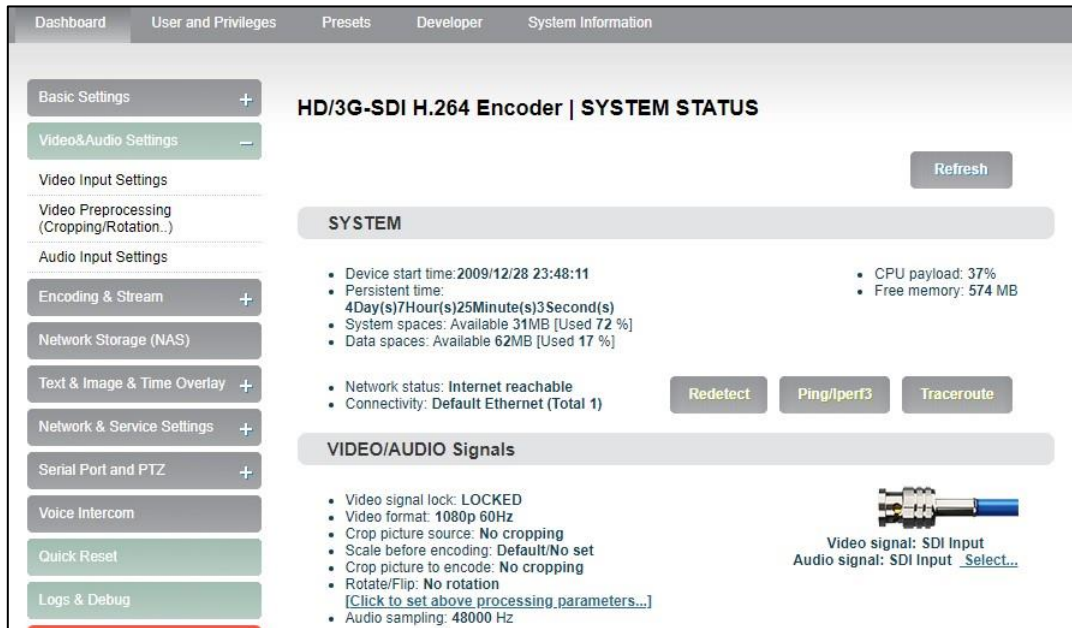 Dashboard User and Privileges Presets Developer System Information
Basic Settings +
Video&Audio Settings –
Video Input Settings
Video Preprocessing
(Cropping/Rotation..)
Audio Input Settings
Encoding & Stream +
Network Storage (NAS)
Text & Image & Time Overlay +
Network & Service Settings +
Serial Port and PTZ +
Voice Intercom
Quick Reset
Logs & Debug
HD/3G-SDI H.264 Encoder | SYSTEM STATUS
Refresh
SYSTEM
• Device start time:2009/12/28 23:48:11
• Persistent time:
4Day(s)7Hour(s)25Minute(s)3Second(s)
• System spaces: Available 31MB [Used 72 %]
• Data spaces: Available 62MB [Used 17 %]
• CPU payload: 37%
• Free memory: 574 MB
• Network status: Internet reachable
• Connectivity: Default Ethernet (Total 1)
Redetect Ping/Iperf3 Traceroute
VIDEO/AUDIO Signals
• Video signal lock: LOCKED
• Video format: 1080p 60Hz
• Crop picture source: No cropping
• Scale before encoding: Default/No set
• Crop picture to encode: No cropping
• Rotate/Flip: No rotation
[Click to set above processing parameters...]
• Audio sampling: 48000 Hz
Video signal: SDI Input
Audio signal: SDI Input Select...